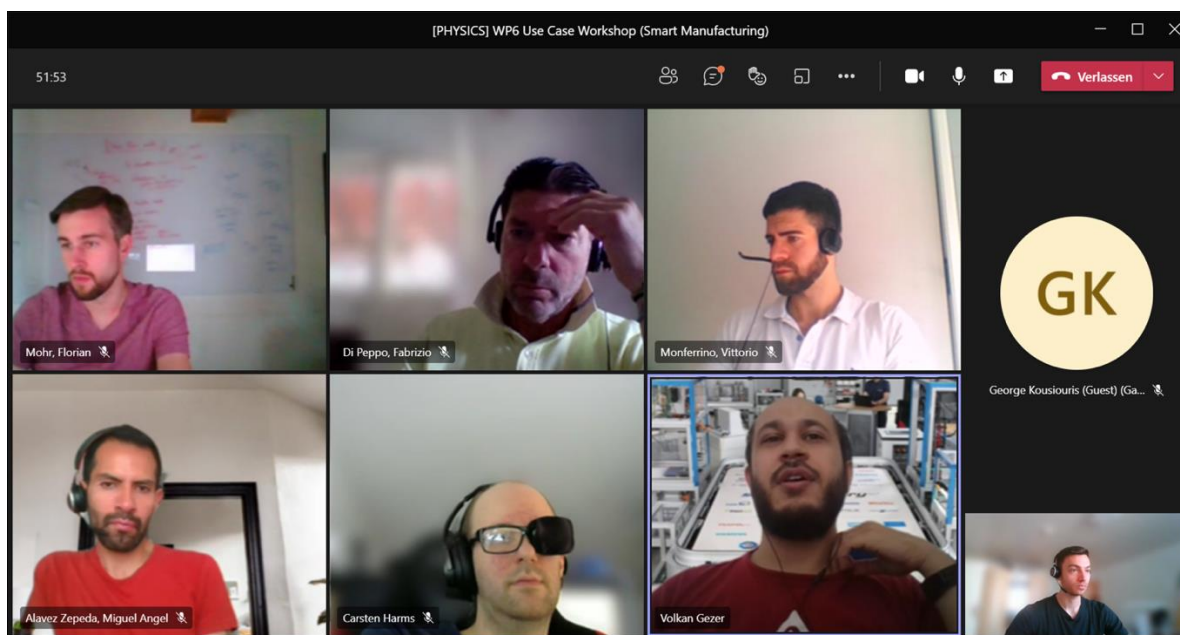 [PHYSICS] WP6 Use Case Workshop (Smart Manufacturing)
51:53
Verlassen
Mohr, Florian
Di Peppo, Fabrizio
Monferrino, Vittorio
GK
George Kousiouris (Guest) (Ga...
Alavez Zepeda, Miguel Angel
Carsten Harms
Volkan Gezer